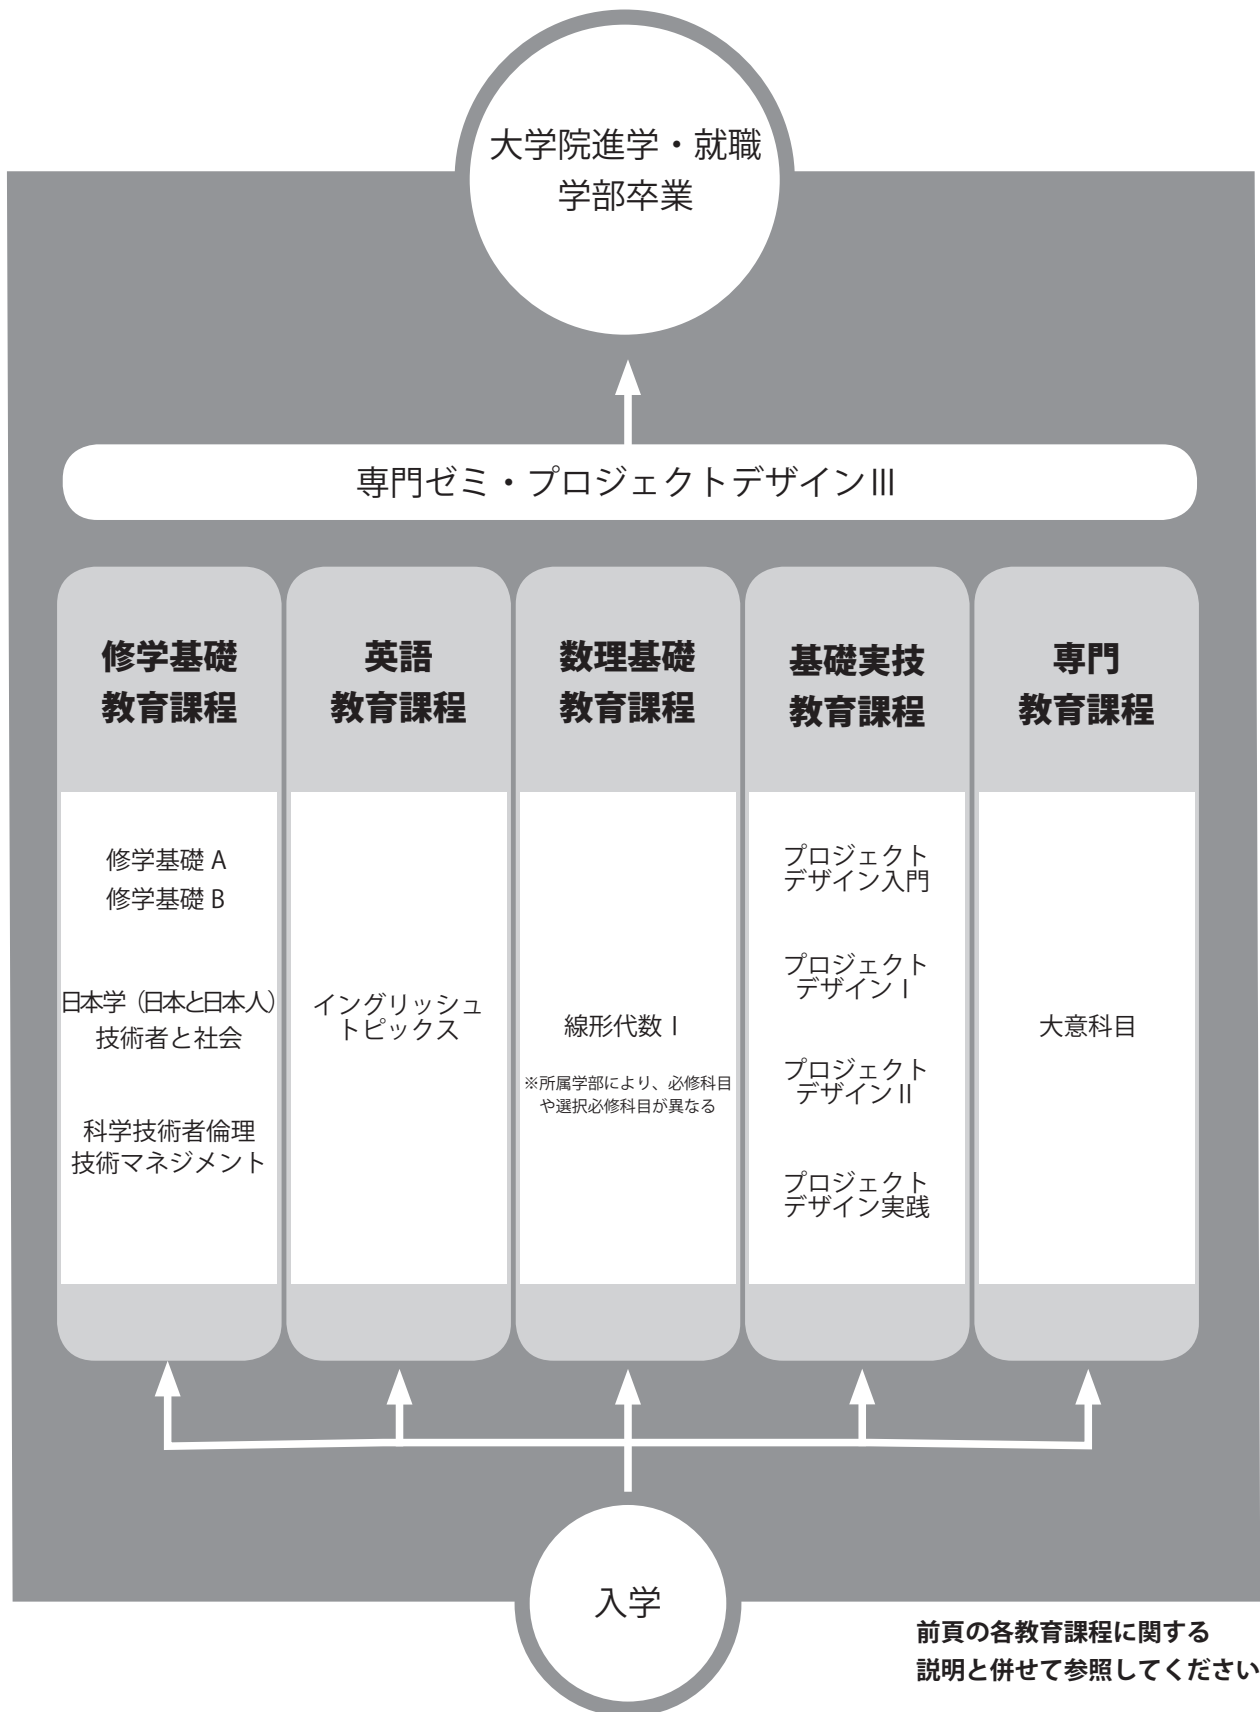 大学院進学・就職
学部卒業
専門ゼミ・プロジェクトデザインⅢ
修学基礎
教育課程
修学基礎 A
修学基礎 B
日本学（日本と日本人）
技術者と社会
科学技術者倫理
技術マネジメント
英語
教育課程
イングリッシュ
トピックス
数理基礎
教育課程
線形代数Ⅰ
※所属学部により、必修科目
や選択必修科目が異なる
基礎実技
教育課程
プロジェクト
デザイン入門
プロジェクト
デザインⅠ
プロジェクト
デザインⅡ
プロジェクト
デザイン実践
専門
教育課程
大意科目
入学
前頁の各教育課程に関する
説明と併せて参照してください